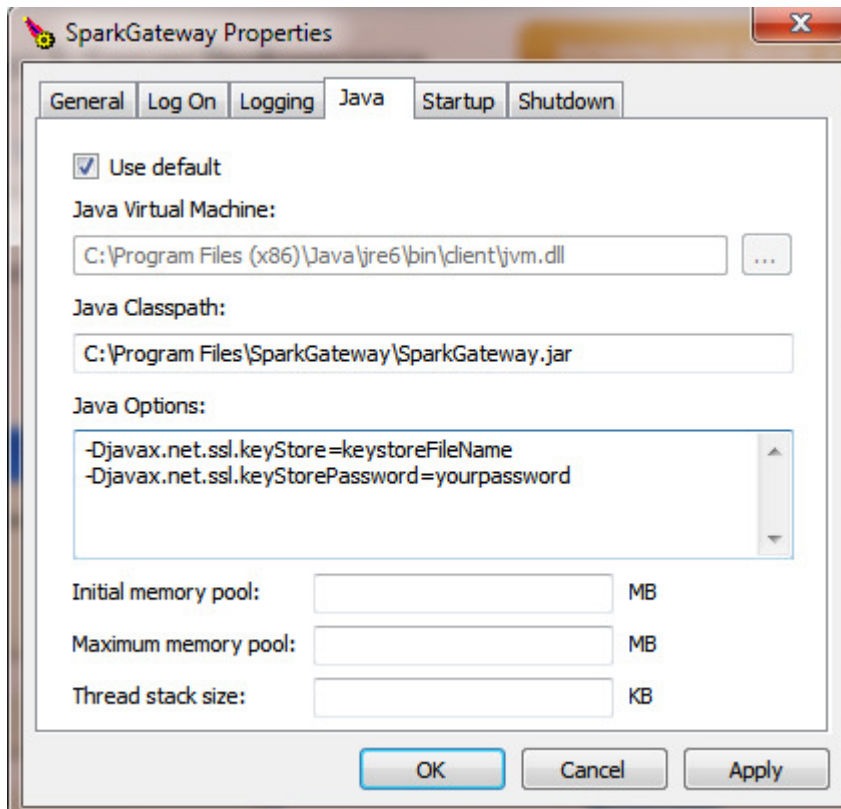 SparkGateway Properties
General Log On Logging Java Startup Shutdown
Use default
Java Virtual Machine:
C:\Program Files (x86)\Java\jre6\bin\client\jvm.dll ...
Java Classpath:
C:\Program Files\SparkGateway\SparkGateway.jar
Java Options:
-Djavax.net.ssl.keyStore=keystoreFileName
-Djavax.net.ssl.keyStorePassword=yourpassword
Initial memory pool: MB
Maximum memory pool: MB
Thread stack size: KB
OK Cancel Apply